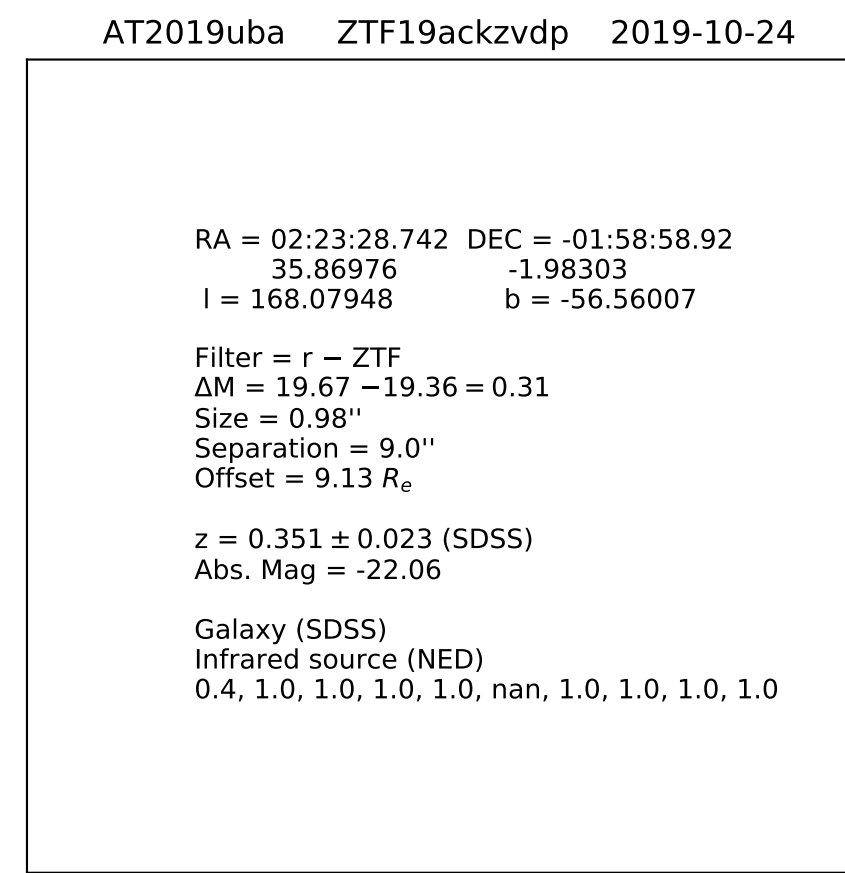 AT2019uba ZTF19ackzvdp 2019-10-24
RA = 02:23:28.742 DEC = -01:58:58.92
35.86976 -1.98303
l = 168.07948 b = -56.56007
Filter = r − ZTF
ΔM = 19.67 −19.36 = 0.31
Size = 0.98''
Separation = 9.0''
Offset = 9.13 Rₑ
z = 0.351 ± 0.023 (SDSS)
Abs. Mag = -22.06
Galaxy (SDSS)
Infrared source (NED)
0.4, 1.0, 1.0, 1.0, 1.0, nan, 1.0, 1.0, 1.0, 1.0